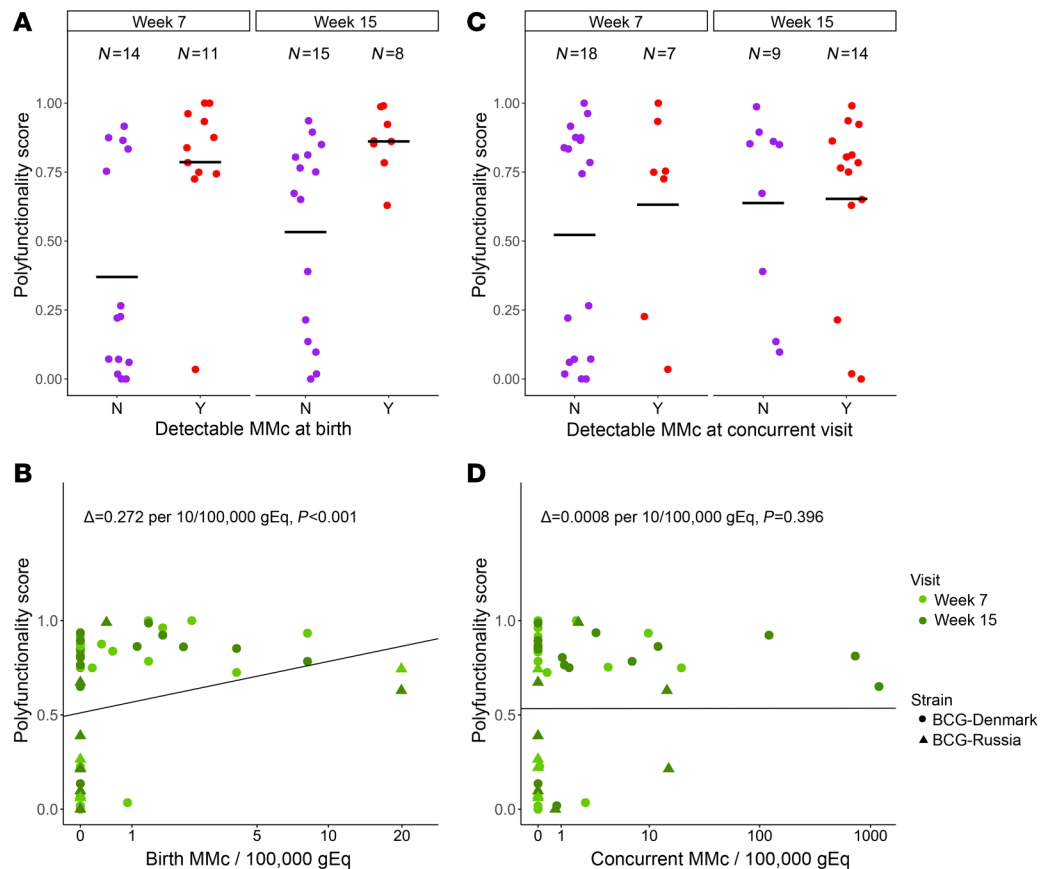 A
Week 7
Week 15
N=14
N=11
N=15
N=8
Polyfunctionality score
1.00
0.75
0.50
0.25
0.00
N
Y
N
Y
Detectable MMc at birth
C
Week 7
Week 15
N=18
N=7
N=9
N=14
Polyfunctionality score
1.00
0.75
0.50
0.25
0.00
N
Y
N
Y
Detectable MMc at concurrent visit
B
Δ=0.272 per 10/100,000 gEq, P<0.001
Polyfunctionality score
1.0
0.5
0.0
0
1
5
10
20
Birth MMc / 100,000 gEq
D
Δ=0.0008 per 10/100,000 gEq, P=0.396
Polyfunctionality score
1.0
0.5
0.0
0
1
10
100
1000
Concurrent MMc / 100,000 gEq
Visit
Week 7
Week 15
Strain
BCG-Denmark
BCG-Russia